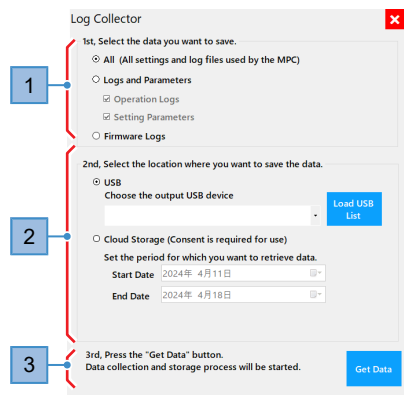 Log Collector
1st, Select the data you want to save.
All (All settings and log files used by the MPC)
1
Logs and Parameters
Operation Logs
Setting Parameters
Firmware Logs
2nd, Select the location where you want to save the data.
USB
Choose the output USB device
Load USB
List
2
Cloud Storage (Consent is required for use)
Set the period for which you want to retrieve data.
Start Date 2024年 4月11日
End Date 2024年 4月18日
3
3rd, Press the "Get Data" button.
Data collection and storage process will be started.
Get Data